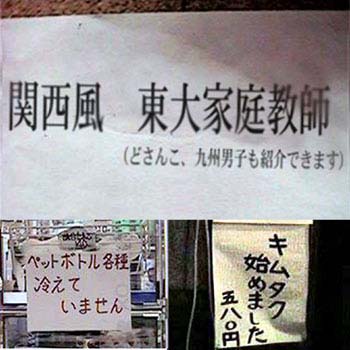 関西風　東大家庭教師
（どさんこ、九州男子も紹介できます）
ペットボトル各種
冷えて
いません
キムタク
始めました
五八〇円